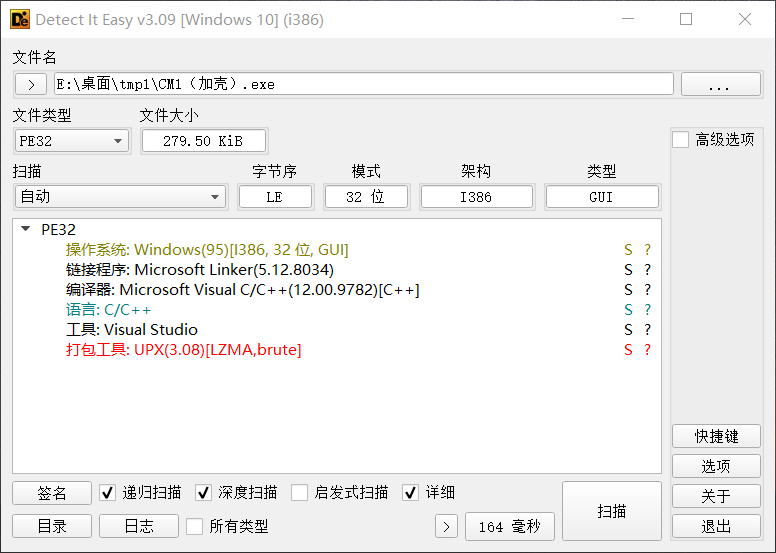 Detect It Easy v3.09 [Windows 10] (i386)
文件名
> E:\桌面\tmp1\CM1（加壳）.exe ...
文件类型 文件大小
PE32 279.50 KiB 高级选项
扫描 字节序 模式 架构 类型
自动 LE 32 位 I386 GUI
PE32
操作系统: Windows(95)[I386, 32 位, GUI] S ?
链接程序: Microsoft Linker(5.12.8034) S ?
编译器: Microsoft Visual C/C++(12.00.9782)[C++] S ?
语言: C/C++ S ?
工具: Visual Studio S ?
打包工具: UPX(3.08)[LZMA,brute] S ?
快捷键
选项
签名 递归扫描 深度扫描 启发式扫描 详细 扫描 关于
目录 日志 所有类型 > 164 毫秒 退出